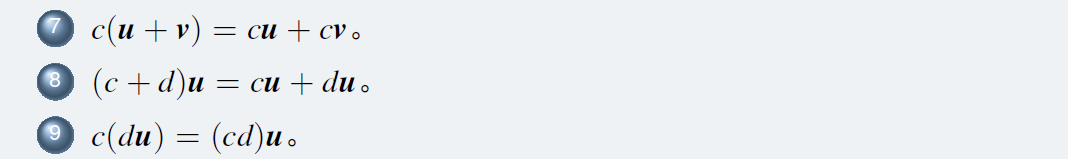 7 c(u + v) = cu + cv。
8 (c + d)u = cu + du。
9 c(du) = (cd)u。